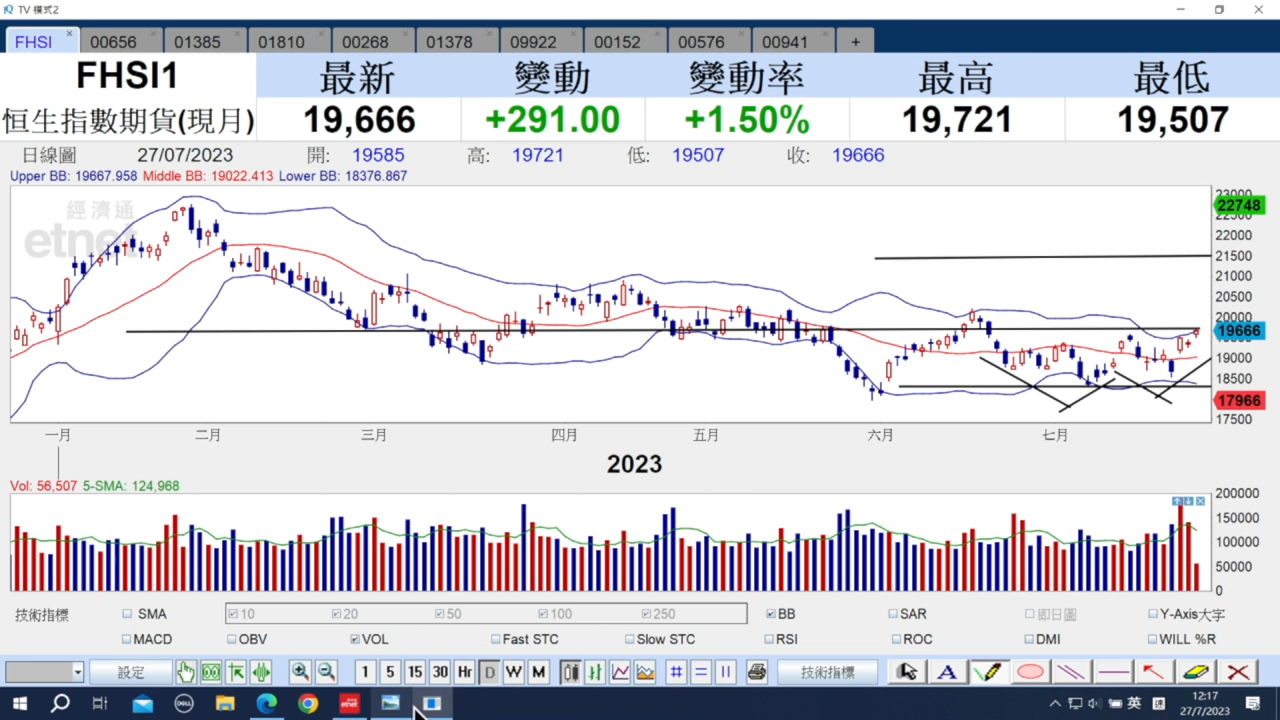 TV 模式2
FHSI 00656 01385 01810 00268 01378 09922 00152 00576 00941 +
FHSI1 最新 變動 變動率 最高 最低
恒生指數期貨(現月) 19,666 +291.00 +1.50% 19,721 19,507
日線圖 27/07/2023 開: 19585 高: 19721 低: 19507 收: 19666
Upper BB: 19667.958 Middle BB: 19022.413 Lower BB: 18376.867
經濟通
etnet
23000
22748
22500
22000
21500
21000
20500
20000
19666
19000
18500
17966
17500
一月 二月 三月 四月 五月 六月 七月
2023
Vol: 56,507 5-SMA: 124,968
200000
150000
100000
50000
0
技術指標 SMA 10 20 50 100 250 BB SAR 即日圖 Y-Axis大字
MACD OBV VOL Fast STC Slow STC RSI ROC DMI WILL %R
設定 1 5 15 30 Hr D W M 技術指標 A
DELL etnet 英 速 12:17
27/7/2023